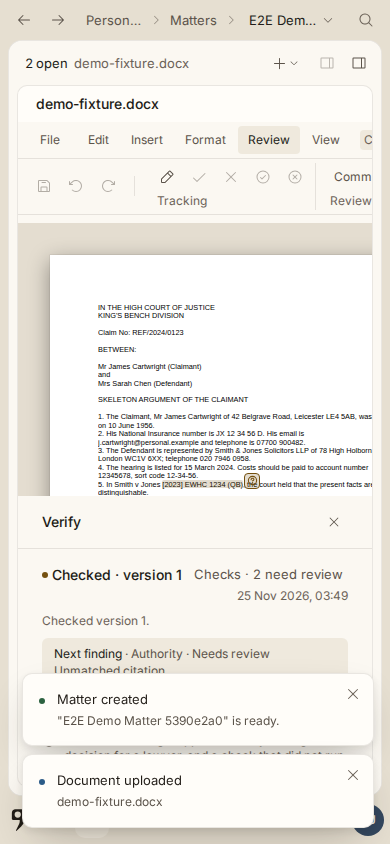 Person... Matters E2E Dem...
2 open demo-fixture.docx
demo-fixture.docx
File Edit Insert Format Review View C
Comm
Tracking Review
IN THE HIGH COURT OF JUSTICE
KING'S BENCH DIVISION
Claim No: REF/2024/0123
BETWEEN:
Mr James Cartwright (Claimant)
and
Mrs Sarah Chen (Defendant)
SKELETON ARGUMENT OF THE CLAIMANT
1. The Claimant, Mr James Cartwright of 42 Belgrave Road, Leicester LE4 5AB, was
on 10 June 1956.
2. His National Insurance number is JX 12 34 56 D. His email is
j.cartwright@personal.example and telephone is 07700 900482.
3. The Defendant is represented by Smith & Jones Solicitors LLP of 78 High Holborn
London WC1V 6XX; telephone 020 7946 0958.
4. The hearing is listed for 15 March 2024. Costs should be paid to account number
12345678, sort code 12-34-56.
5. In Smith v Jones [2023] EWHC 1234 (QB), the court held that the present facts are
distinguishable.
Verify
Checked · version 1 Checks · 2 need review
25 Nov 2026, 03:49
Checked version 1.
Next finding · Authority · Needs review
Unmatched citation
Matter created
"E2E Demo Matter 5390e2a0" is ready.
Document uploaded
demo-fixture.docx